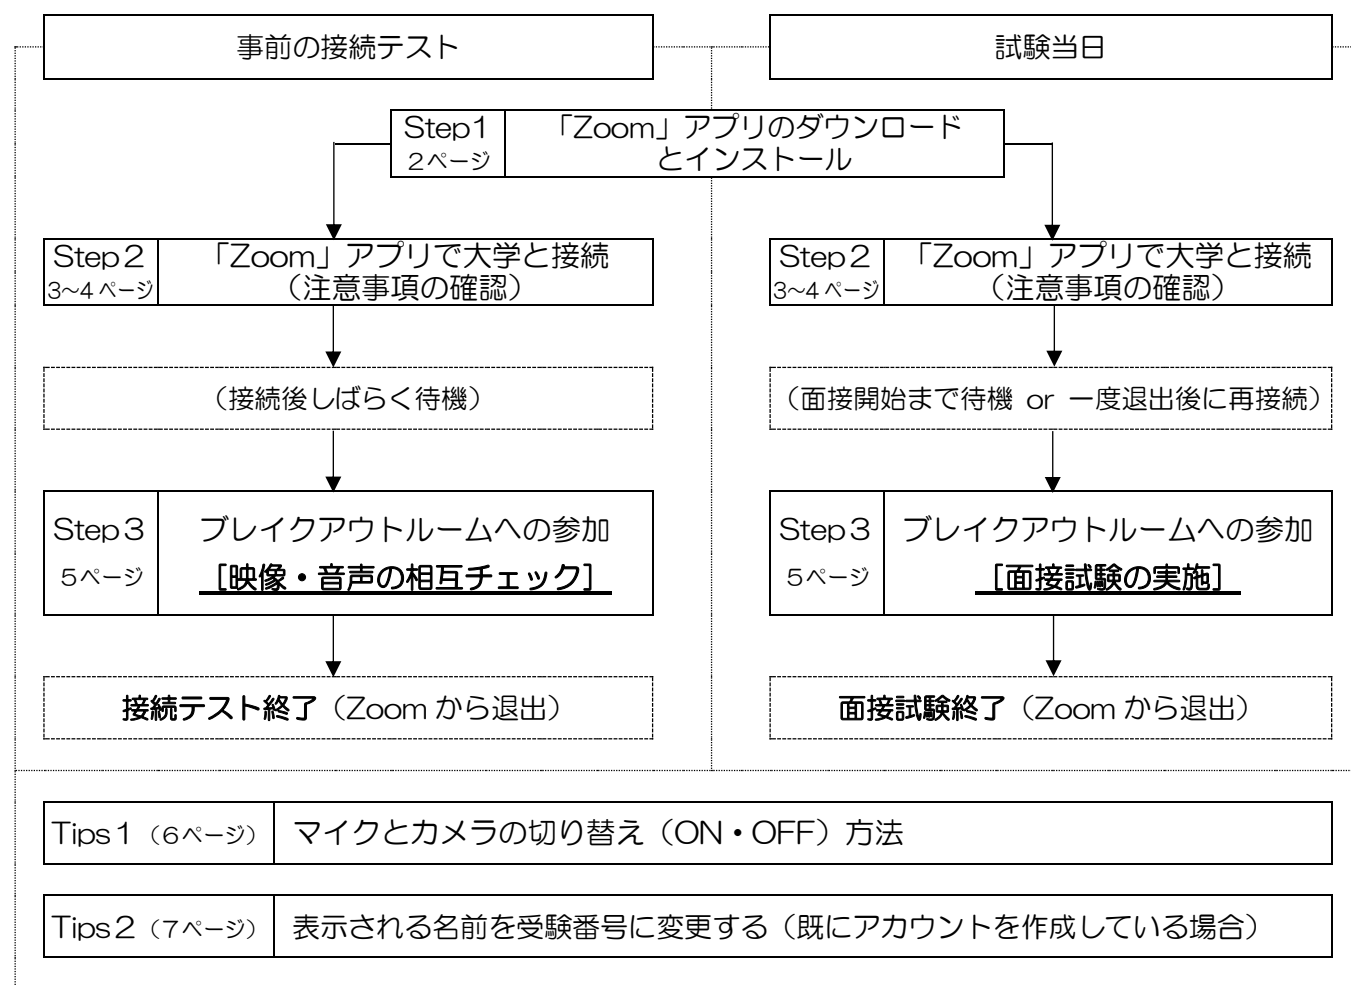 事前の接続テスト
試験当日
Step1
2ページ
「Zoom」アプリのダウンロード
とインストール
Step2
3~4ページ
「Zoom」アプリで大学と接続
（注意事項の確認）
（接続後しばらく待機）
Step3
5ページ
ブレイクアウトルームへの参加
[映像・音声の相互チェック]
接続テスト終了（Zoomから退出）
Step2
3~4ページ
「Zoom」アプリで大学と接続
（注意事項の確認）
（面接開始まで待機 or 一度退出後に再接続）
Step3
5ページ
ブレイクアウトルームへの参加
[面接試験の実施]
面接試験終了（Zoomから退出）
Tips1（6ページ） マイクとカメラの切り替え（ON・OFF）方法
Tips2（7ページ） 表示される名前を受験番号に変更する（既にアカウントを作成している場合）